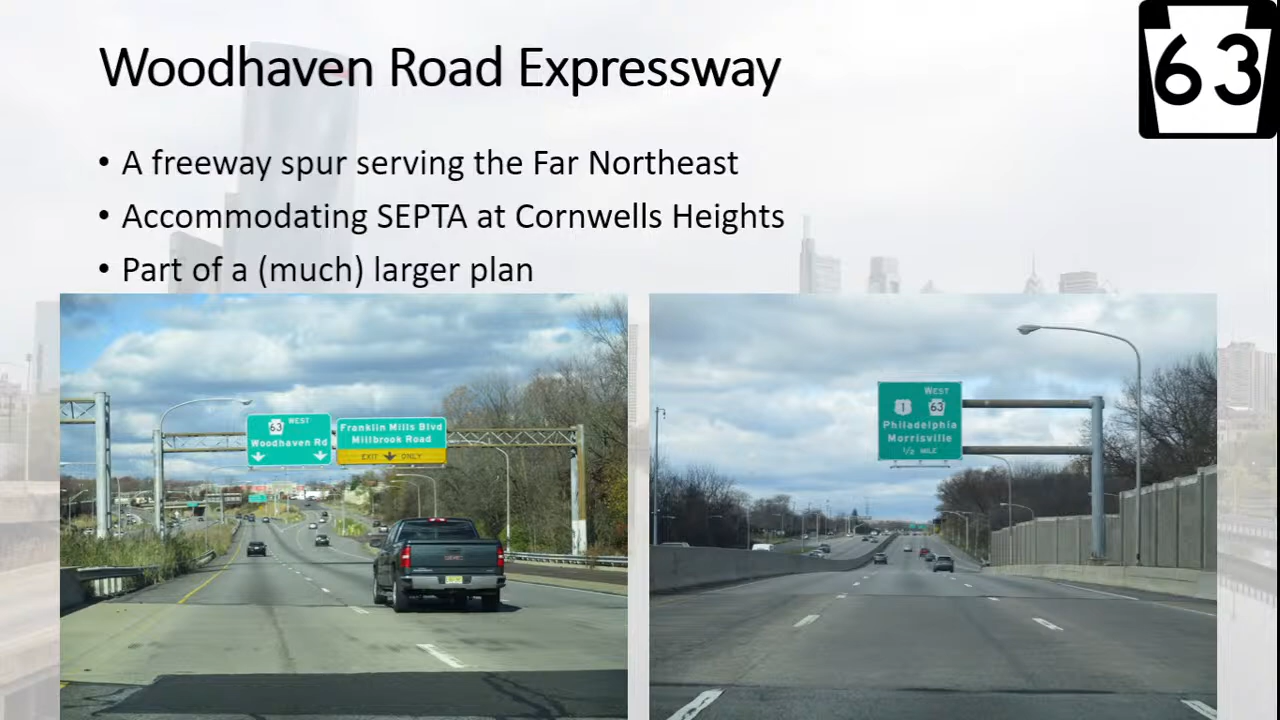 Woodhaven Road Expressway
63
• A freeway spur serving the Far Northeast
• Accommodating SEPTA at Cornwells Heights
• Part of a (much) larger plan
63 WEST
Woodhaven Rd
Franklin Mills Blvd
Millbrook Road
EXIT ONLY
WEST
1 63
Philadelphia
Morrisville
1/2 MILE
GMC